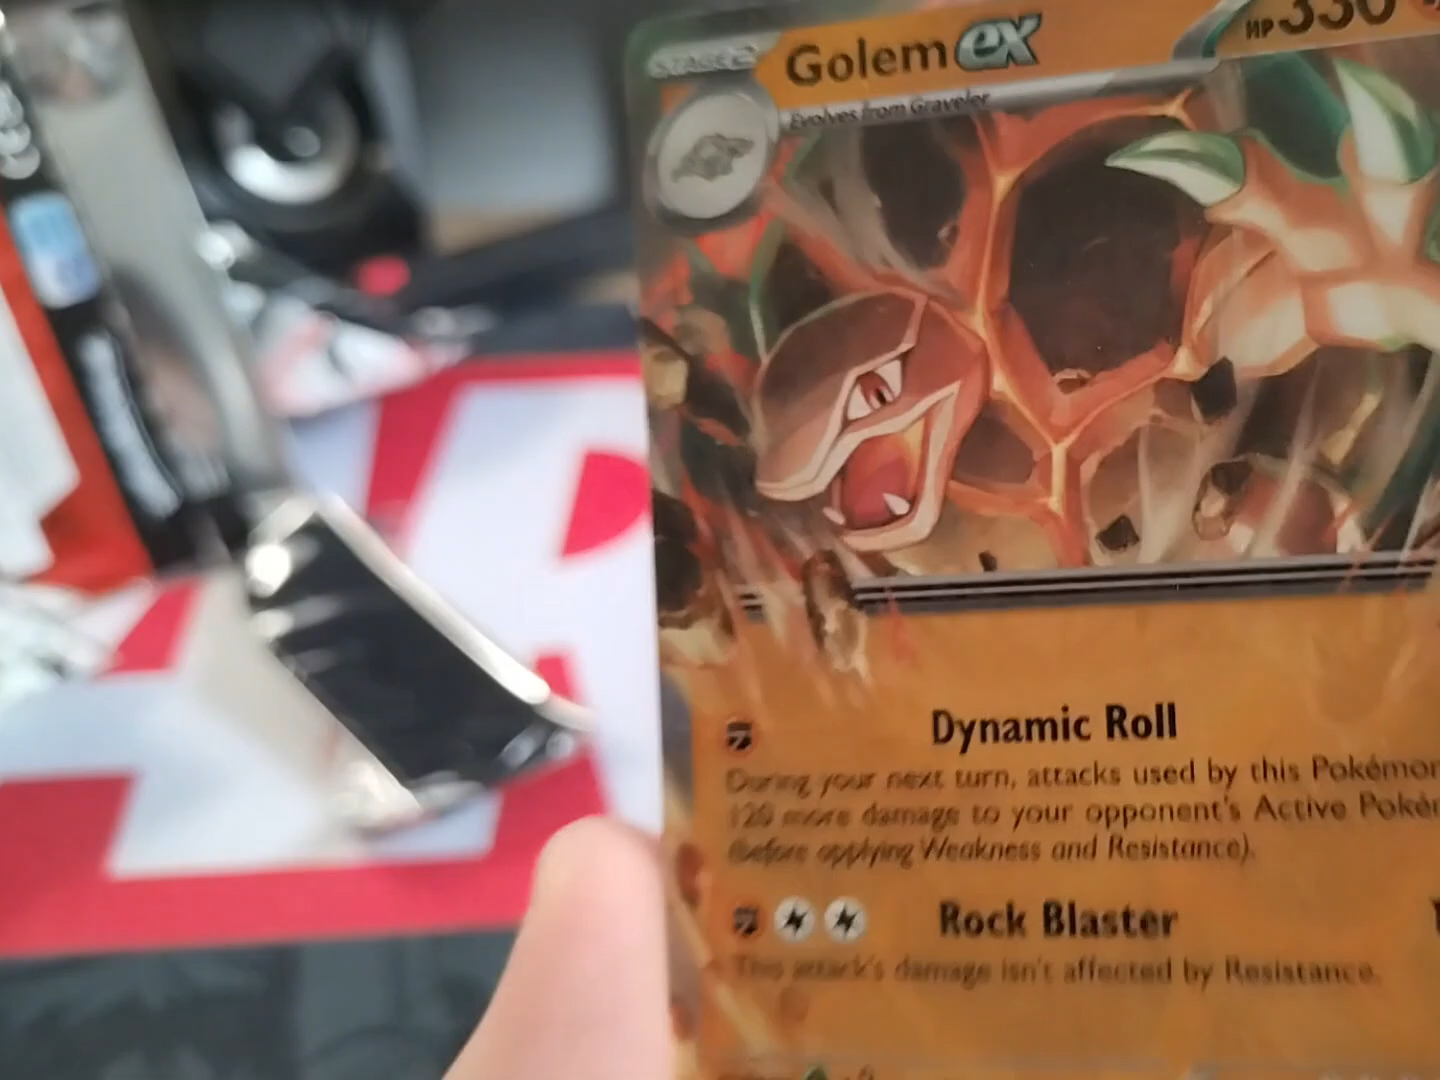 STAGE 2
Golem ex
HP 330
Evolves from Graveler
Dynamic Roll
During your next turn, attacks used by this Pokémon
120 more damage to your opponent's Active
(before applying Weakness and Resistance).
Rock Blaster
This attack's damage isn't affected by Resistance.